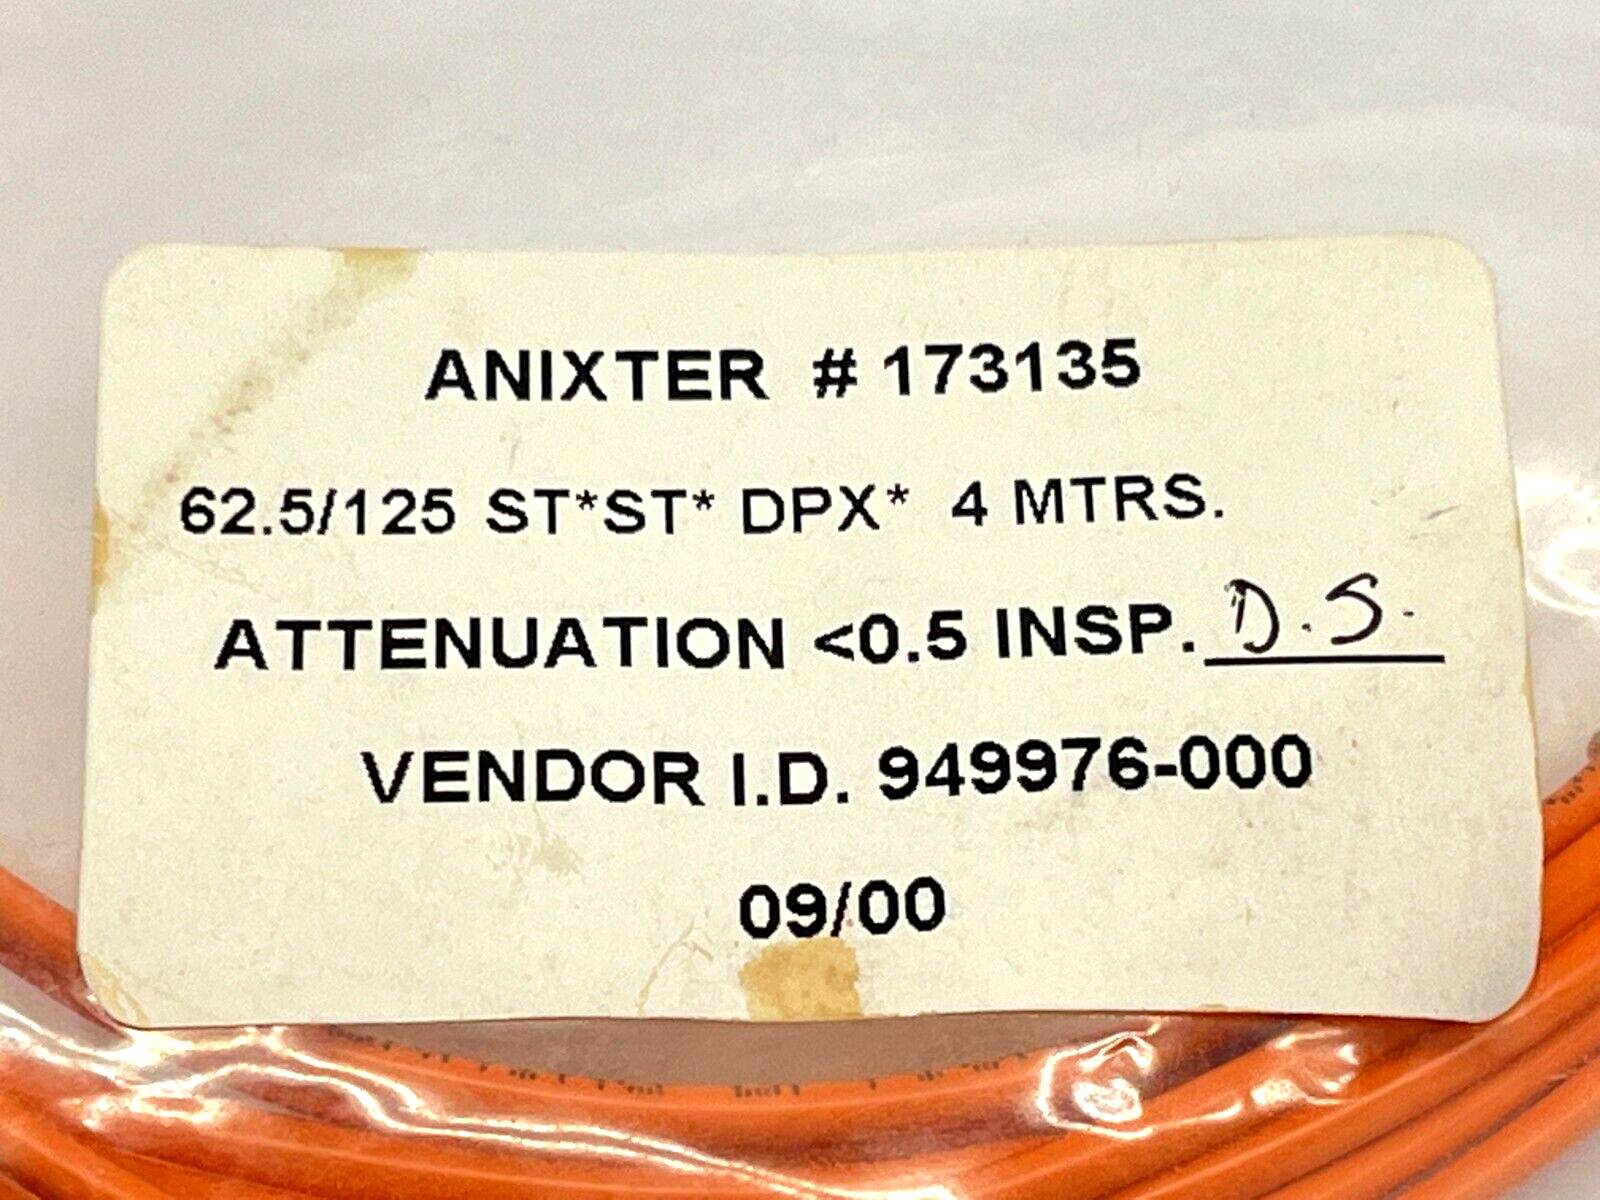 ANIXTER # 173135
62.5/125 ST*ST* DPX* 4 MTRS.
ATTENUATION <0.5 INSP. D.S.
VENDOR I.D. 949976-000
09/00